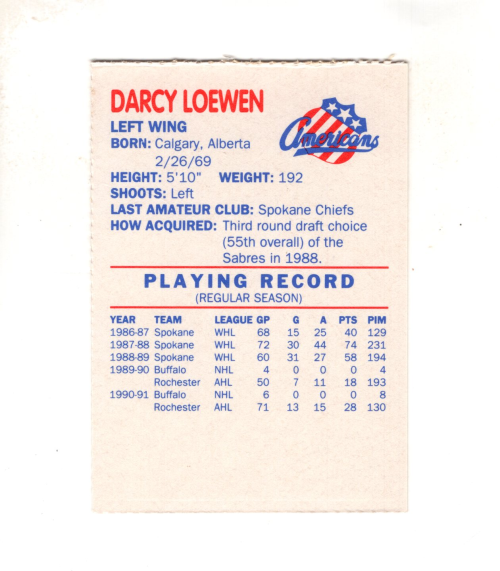 DARCY LOEWEN
Americans
LEFT WING
BORN: Calgary, Alberta
2/26/69
HEIGHT: 5'10" WEIGHT: 192
SHOOTS: Left
LAST AMATEUR CLUB: Spokane Chiefs
HOW ACQUIRED: Third round draft choice
(55th overall) of the
Sabres in 1988.
PLAYING RECORD
(REGULAR SEASON)
YEAR TEAM LEAGUE GP G A PTS PIM
1986-87 Spokane WHL 68 15 25 40 129
1987-88 Spokane WHL 72 30 44 74 231
1988-89 Spokane WHL 60 31 27 58 194
1989-90 Buffalo NHL 4 0 0 0 4
Rochester AHL 50 7 11 18 193
1990-91 Buffalo NHL 6 0 0 0 8
Rochester AHL 71 13 15 28 130